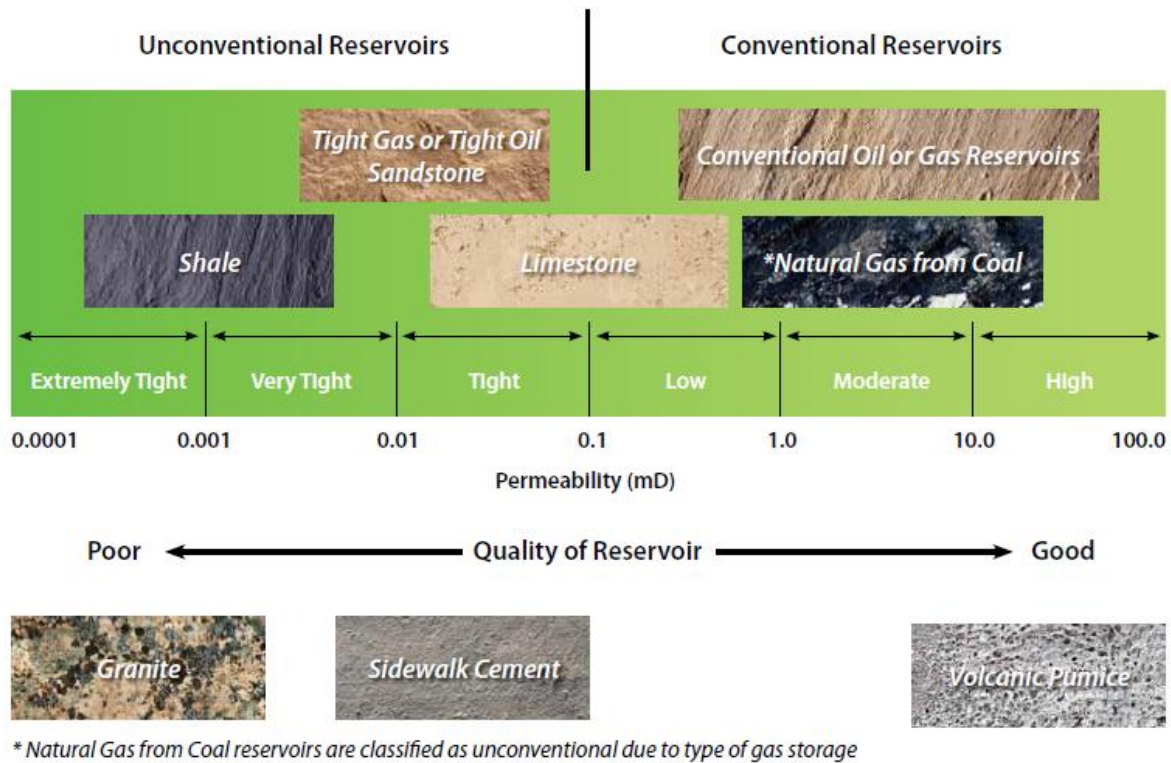 Unconventional Reservoirs
Conventional Reservoirs
Tight Gas or Tight Oil
Sandstone
Conventional Oil or Gas Reservoirs
Shale
Limestone
*Natural Gas from Coal
Extremely Tight
Very Tight
Tight
Low
Moderate
High
0.0001
0.001
0.01
0.1
1.0
10.0
100.0
Permeability (mD)
Poor
Quality of Reservoir
Good
Granite
Sidewalk Cement
Volcanic Pumice
* Natural Gas from Coal reservoirs are classified as unconventional due to type of gas storage